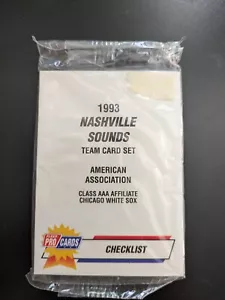 1993
NASHVILLE
SOUNDS
TEAM CARD SET
AMERICAN
ASSOCIATION
CLASS AAA AFFILIATE
CHICAGO WHITE SOX
PRO CARDS
CHECKLIST